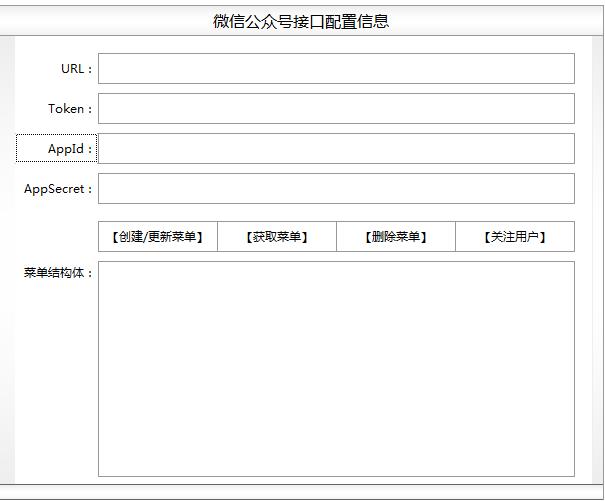 微信公众号接口配置信息
URL：
Token：
AppId：
AppSecret：
【创建/更新菜单】 【获取菜单】 【删除菜单】 【关注用户】
菜单结构体：